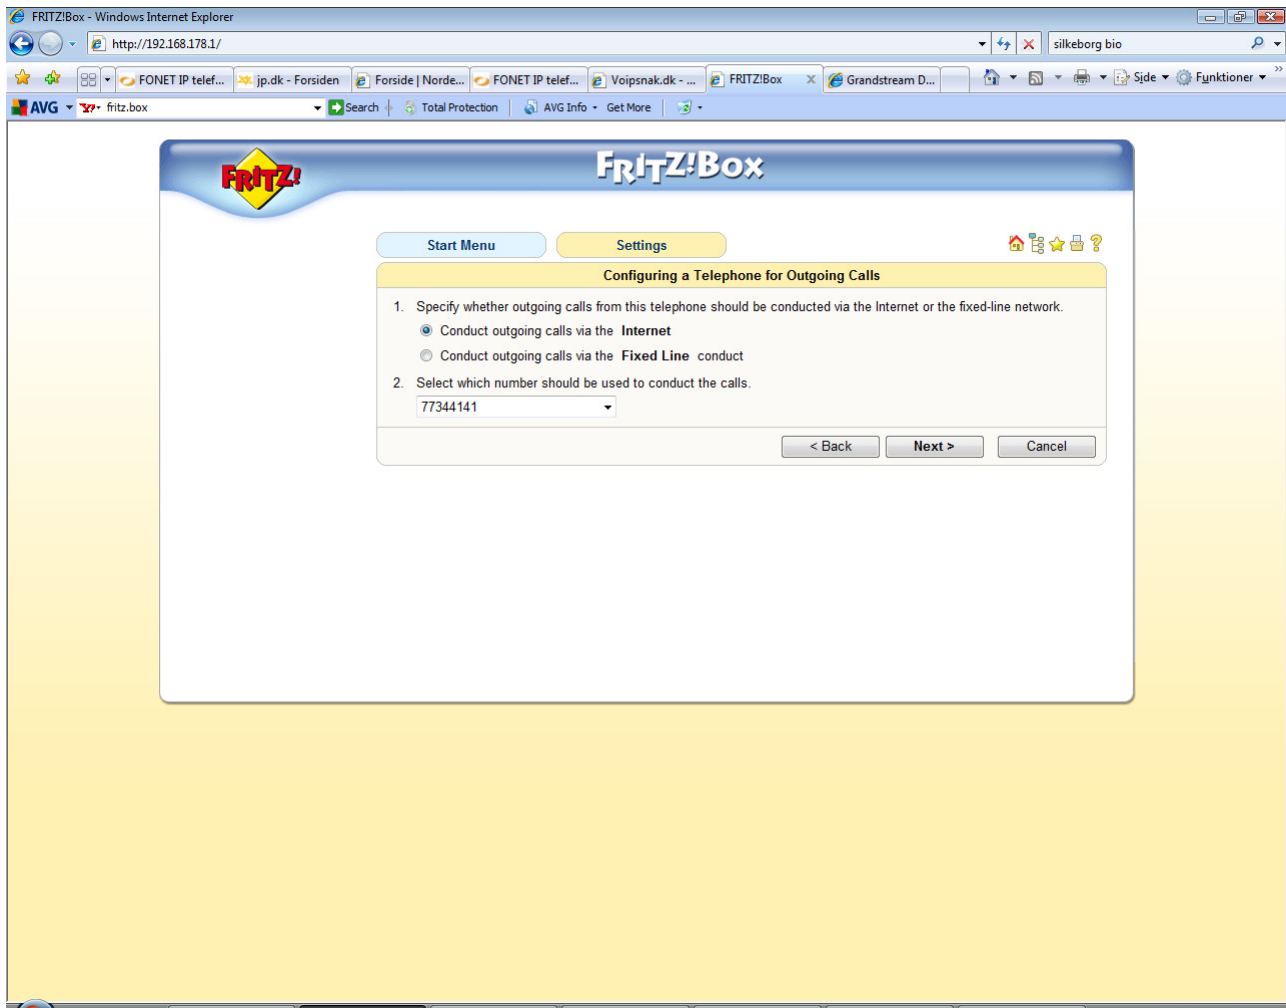 FRITZ!Box - Windows Internet Explorer
http://192.168.178.1/ silkeborg bio
FONET IP telef... jp.dk - Forsiden Forside | Norde... FONET IP telef... Voipsnak.dk - ... FRITZ!Box Grandstream D... Side Funktioner
AVG fritz.box Search Total Protection AVG Info Get More
FRITZ! FRITZ!Box
Start Menu Settings
Configuring a Telephone for Outgoing Calls
1. Specify whether outgoing calls from this telephone should be conducted via the Internet or the fixed-line network.
Conduct outgoing calls via the Internet
Conduct outgoing calls via the Fixed Line conduct
2. Select which number should be used to conduct the calls.
77344141
< Back Next > Cancel